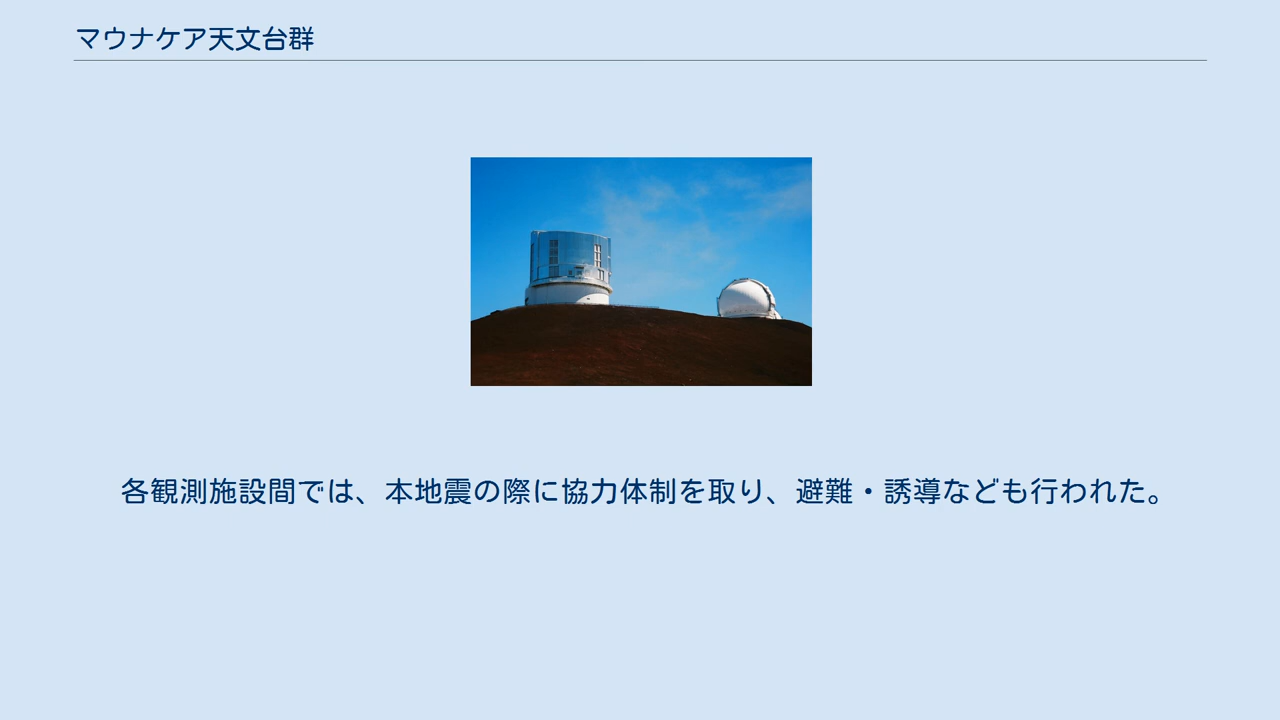 マウナケア天文台群
各観測施設間では、本地震の際に協力体制を取り、避難・誘導なども行われた。